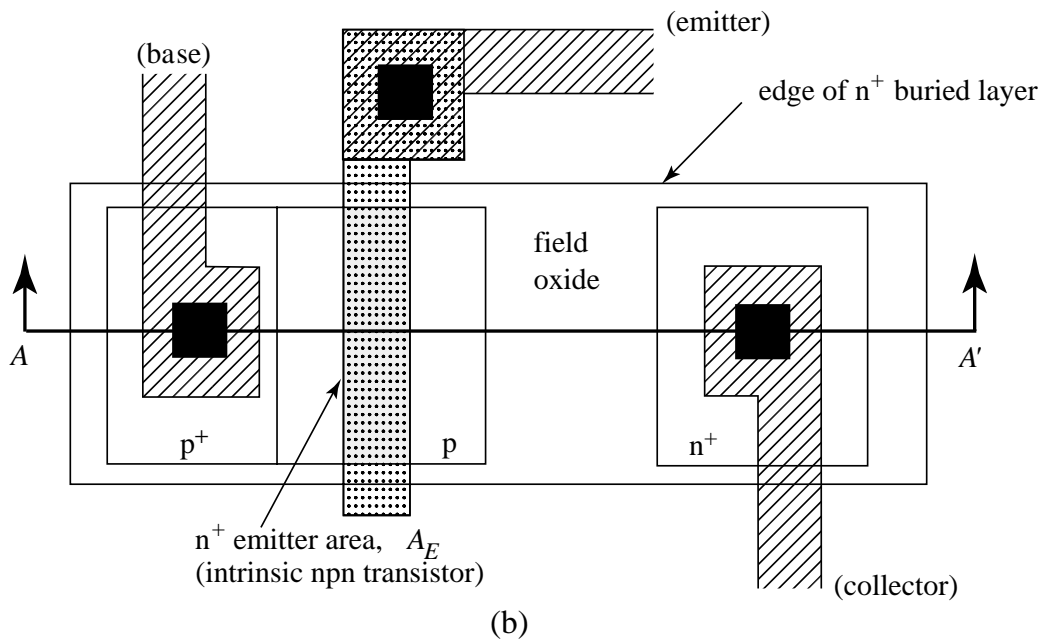 (emitter)
(base)
edge of n⁺ buried layer
field
oxide
A
A′
p⁺
p
n⁺
n⁺ emitter area, A_E
(intrinsic npn transistor)
(collector)
(b)